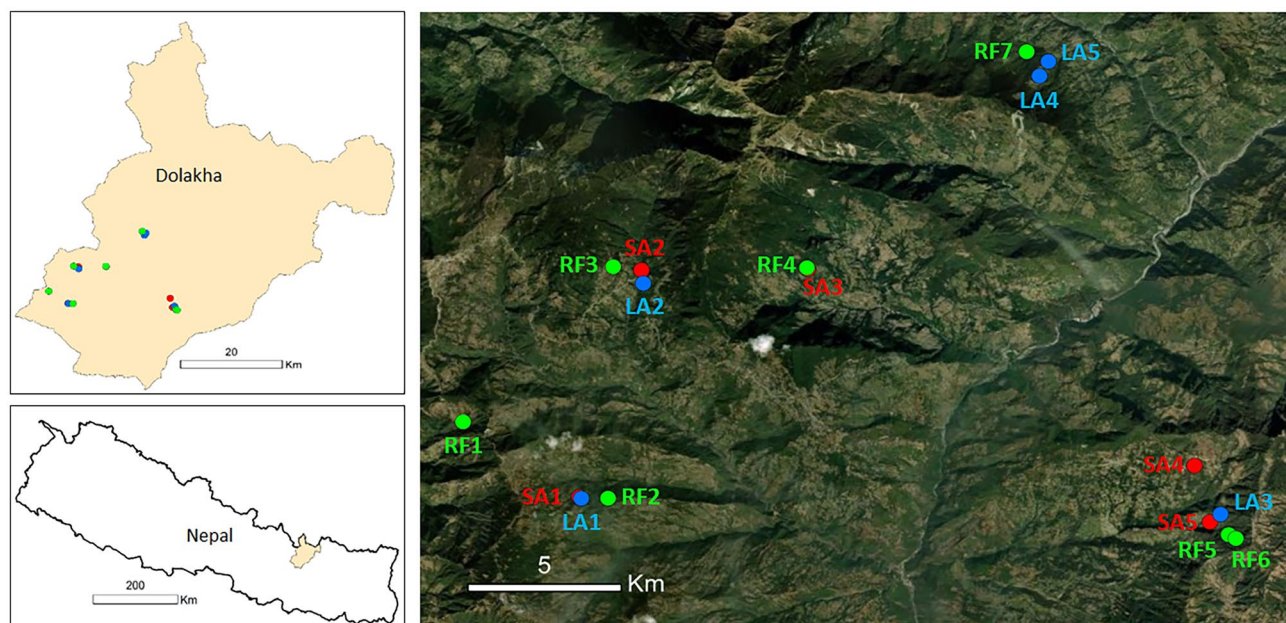 Dolakha
20
Km
Nepal
200
Km
RF7
LA5
LA4
SA2
RF3
LA2
RF4
SA3
RF1
SA4
SA1
RF2
LA1
LA3
SA5
RF5
RF6
5
Km